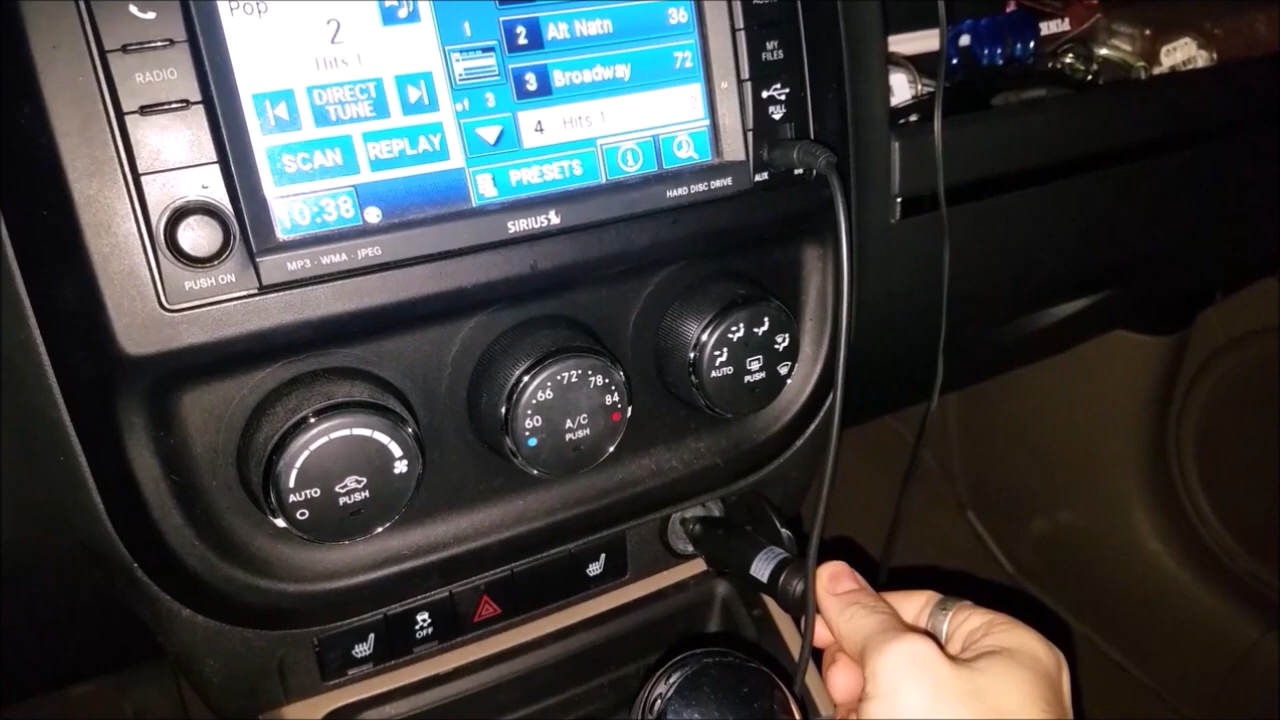 Pop
2
Hits 1
DIRECT
TUNE
SCAN
REPLAY
10:38
1
of 3
2 Alt Natn 36
3 Broadway 72
4 Hits 1 2
PRESETS
RADIO
MY
FILES
PULL
AUX
HARD DISC DRIVE
SIRIUS
MP3 · WMA · JPEG
PUSH ON
AUTO
PUSH
60
66
72
78
84
A/C
PUSH
AUTO
PUSH
OFF
PINK